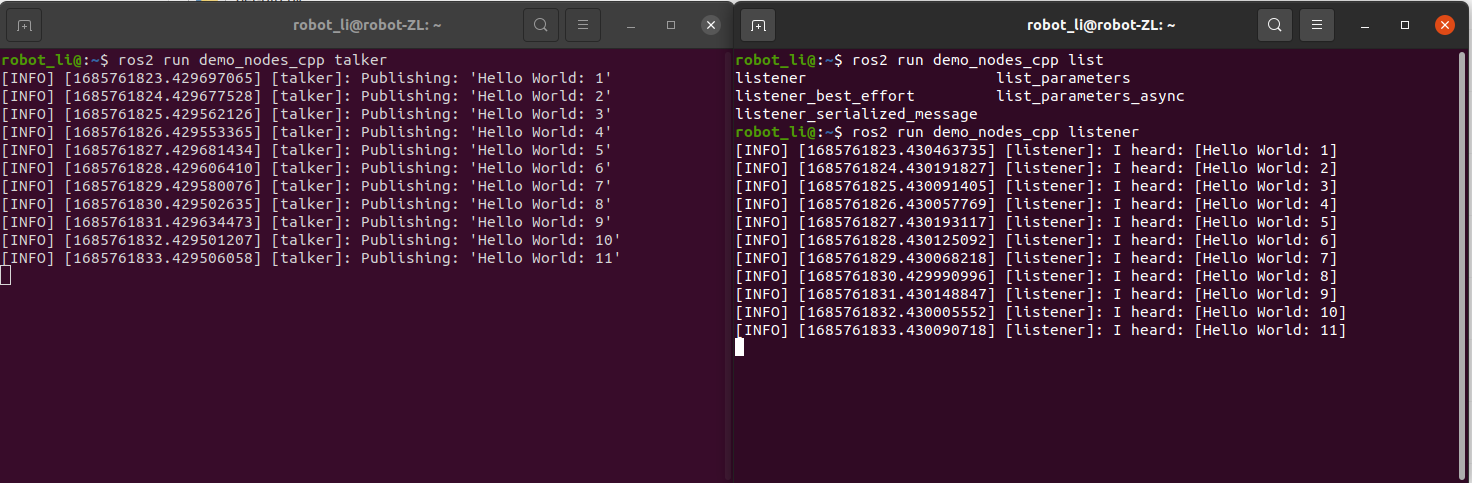 robot_li@robot-ZL: ~
robot_li@:~$ ros2 run demo_nodes_cpp talker
[INFO] [1685761823.429697065] [talker]: Publishing: 'Hello World: 1'
[INFO] [1685761824.429677528] [talker]: Publishing: 'Hello World: 2'
[INFO] [1685761825.429562126] [talker]: Publishing: 'Hello World: 3'
[INFO] [1685761826.429553365] [talker]: Publishing: 'Hello World: 4'
[INFO] [1685761827.429681434] [talker]: Publishing: 'Hello World: 5'
[INFO] [1685761828.429606410] [talker]: Publishing: 'Hello World: 6'
[INFO] [1685761829.429580076] [talker]: Publishing: 'Hello World: 7'
[INFO] [1685761830.429502635] [talker]: Publishing: 'Hello World: 8'
[INFO] [1685761831.429634473] [talker]: Publishing: 'Hello World: 9'
[INFO] [1685761832.429501207] [talker]: Publishing: 'Hello World: 10'
[INFO] [1685761833.429506058] [talker]: Publishing: 'Hello World: 11'
robot_li@robot-ZL: ~
robot_li@:~$ ros2 run demo_nodes_cpp list
listener list_parameters
listener_best_effort list_parameters_async
listener_serialized_message
robot_li@:~$ ros2 run demo_nodes_cpp listener
[INFO] [1685761823.430463735] [listener]: I heard: [Hello World: 1]
[INFO] [1685761824.430191827] [listener]: I heard: [Hello World: 2]
[INFO] [1685761825.430091405] [listener]: I heard: [Hello World: 3]
[INFO] [1685761826.430057769] [listener]: I heard: [Hello World: 4]
[INFO] [1685761827.430193117] [listener]: I heard: [Hello World: 5]
[INFO] [1685761828.430125092] [listener]: I heard: [Hello World: 6]
[INFO] [1685761829.430068218] [listener]: I heard: [Hello World: 7]
[INFO] [1685761830.429990996] [listener]: I heard: [Hello World: 8]
[INFO] [1685761831.430148847] [listener]: I heard: [Hello World: 9]
[INFO] [1685761832.430005552] [listener]: I heard: [Hello World: 10]
[INFO] [1685761833.430090718] [listener]: I heard: [Hello World: 11]